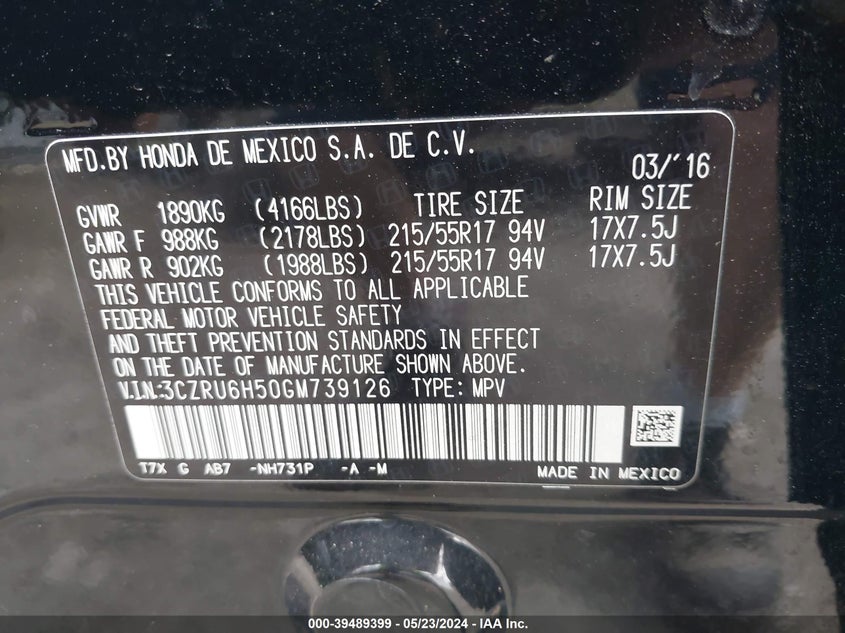 MFD.BY HONDA DE MEXICO S.A. DE C.V.
03/'16
GVWR 1890KG (4166LBS) TIRE SIZE RIM SIZE
GAWR F 988KG (2178LBS) 215/55R17 94V 17X7.5J
GAWR R 902KG (1988LBS) 215/55R17 94V 17X7.5J
THIS VEHICLE CONFORMS TO ALL APPLICABLE
FEDERAL MOTOR VEHICLE SAFETY
AND THEFT PREVENTION STANDARDS IN EFFECT
ON THE DATE OF MANUFACTURE SHOWN ABOVE.
V.I.N:3CZRU6H50GM739126 TYPE: MPV
T7X G AB7 -NH731P -A -M
MADE IN MEXICO
000-39489399 / 05/23/2024 / IAA Inc.